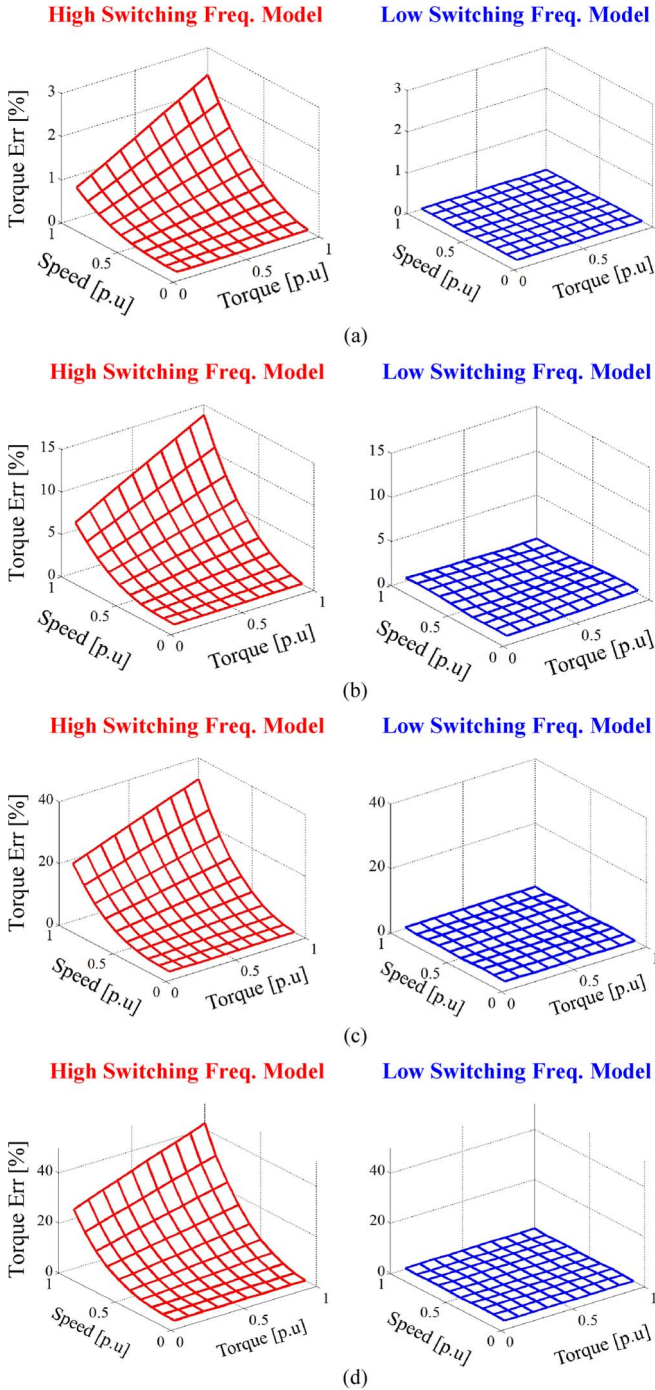 High Switching Freq. Model
Low Switching Freq. Model
3
2
1
0
Torque Err [%]
1
0.5
0
Speed [p.u]
0
0.5
1
Torque [p.u]
3
2
1
0
1
0.5
0
Speed [p.u]
0
0.5
1
Torque [p.u]
(a)
High Switching Freq. Model
Low Switching Freq. Model
15
10
5
0
Torque Err [%]
1
0.5
0
Speed [p.u]
0
0.5
1
Torque [p.u]
15
10
5
0
1
0.5
0
Speed [p.u]
0
0.5
1
Torque [p.u]
(b)
High Switching Freq. Model
Low Switching Freq. Model
40
20
0
Torque Err [%]
1
0.5
0
Speed [p.u]
0
0.5
1
Torque [p.u]
40
20
0
1
0.5
0
Speed [p.u]
0
0.5
1
Torque [p.u]
(c)
High Switching Freq. Model
Low Switching Freq. Model
40
20
0
Torque Err [%]
1
0.5
0
Speed [p.u]
0
0.5
1
Torque [p.u]
40
20
0
1
0.5
0
Speed [p.u]
0
0.5
1
Torque [p.u]
(d)